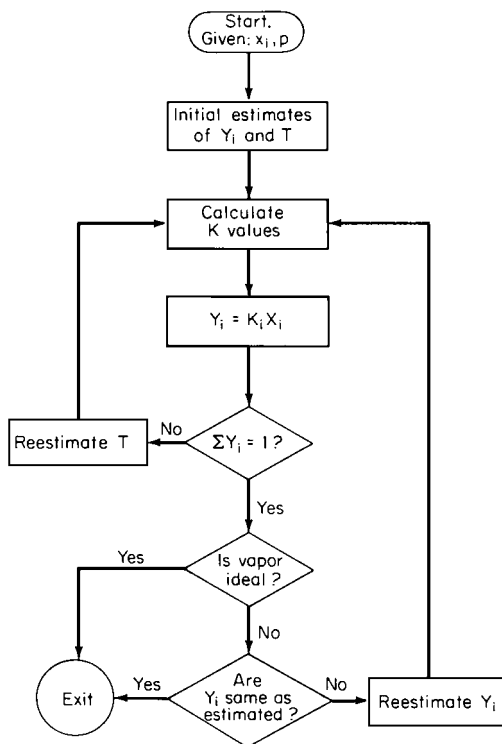 Start.
Given: xᵢ, p
Initial estimates
of Yᵢ and T
Calculate
K values
Yᵢ = KᵢXᵢ
ΣYᵢ = 1 ?
No
Reestimate T
Yes
Is vapor
ideal ?
Yes
No
Are
Yᵢ same as
estimated ?
Yes
Exit
No
Reestimate Yᵢ